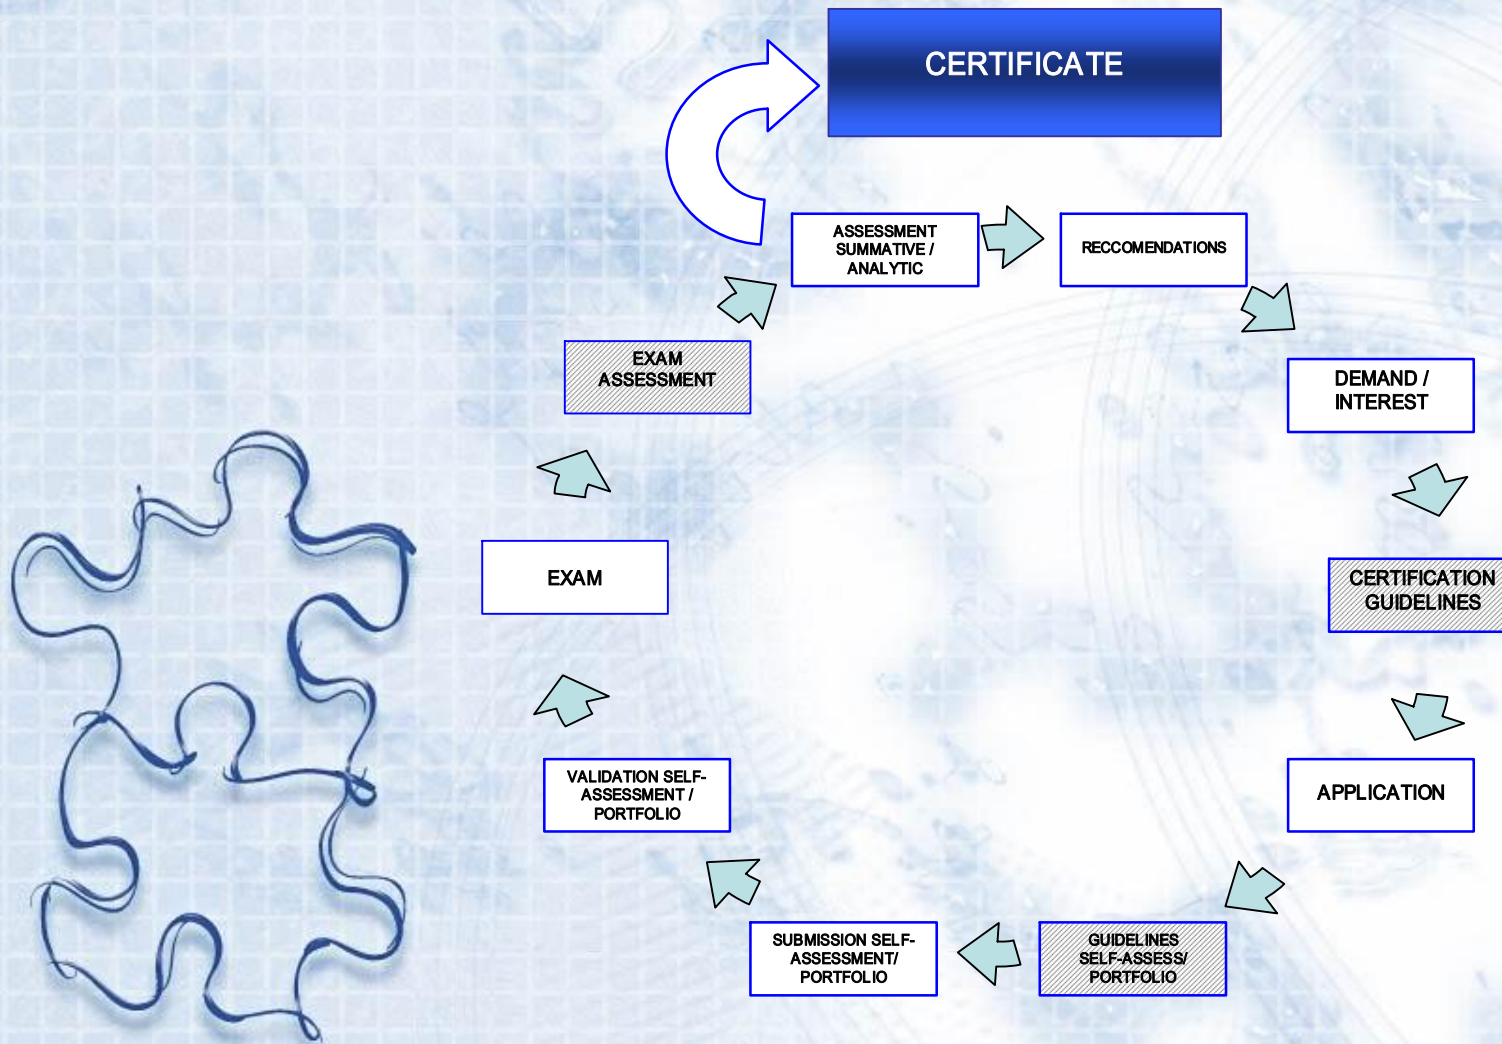 CERTIFICATE
ASSESSMENT
SUMMATIVE /
ANALYTIC
RECCOMENDATIONS
DEMAND /
INTEREST
CERTIFICATION
GUIDELINES
APPLICATION
GUIDELINES
SELF-ASSESS/
PORTFOLIO
SUBMISSION SELF-
ASSESSMENT/
PORTFOLIO
VALIDATION SELF-
ASSESSMENT /
PORTFOLIO
EXAM
EXAM
ASSESSMENT